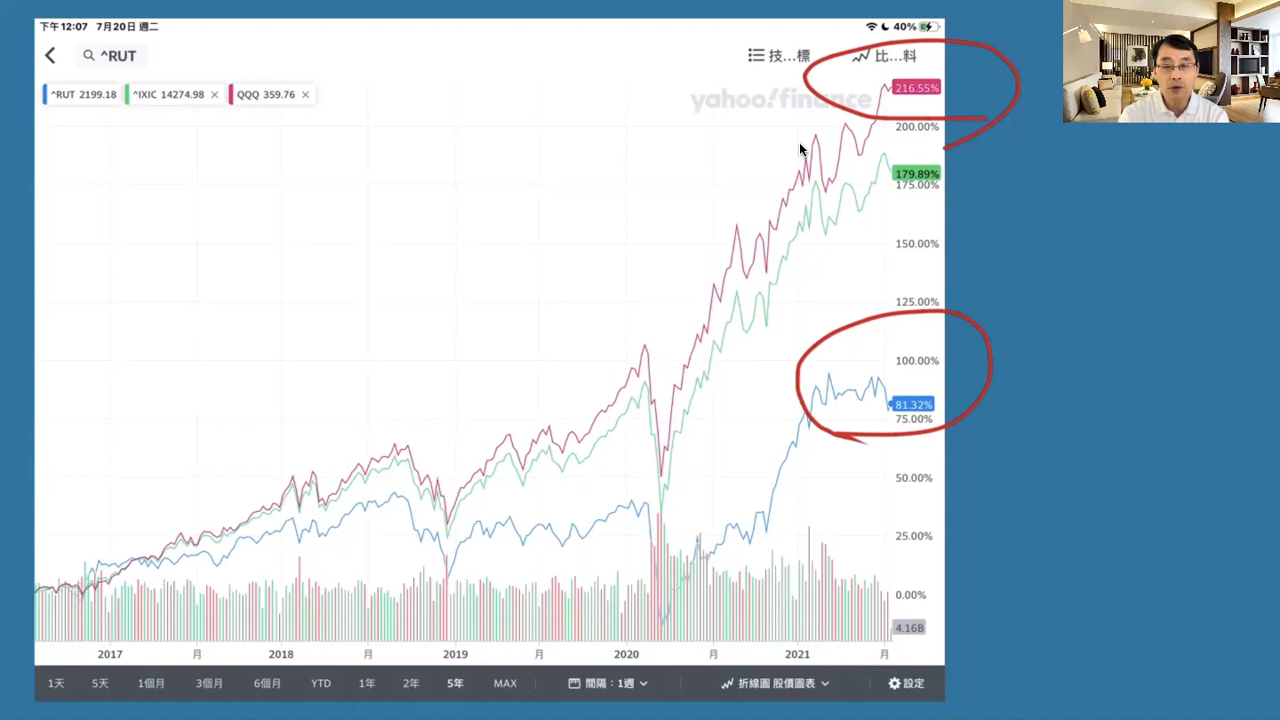 下午12:07 7月20日 週二
40%
^RUT
技...標
比...料
^RUT 2199.18
^IXIC 14274.98 ×
QQQ 359.76 ×
yahoo!finance
216.55%
200.00%
179.89%
175.00%
150.00%
125.00%
100.00%
81.32%
75.00%
50.00%
25.00%
0.00%
4.16B
2017 月 2018 月 2019 月 2020 月 2021 月
1天 5天 1個月 3個月 6個月 YTD 1年 2年 5年 MAX 間隔：1週 折線圖 股價圖表 設定